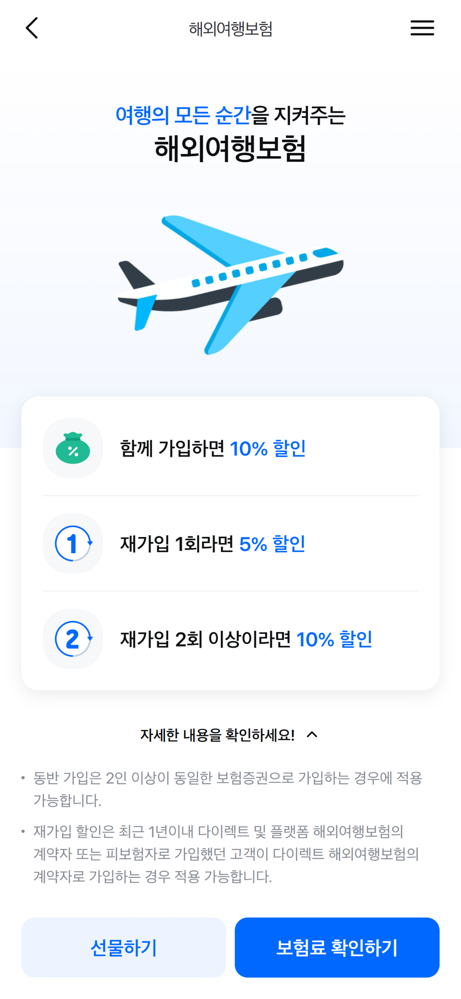 해외여행보험
여행의 모든 순간을 지켜주는
해외여행보험
함께 가입하면 10% 할인
1
재가입 1회라면 5% 할인
2
재가입 2회 이상이라면 10% 할인
자세한 내용을 확인하세요!
• 동반 가입은 2인 이상이 동일한 보험증권으로 가입하는 경우에 적용
가능합니다.
• 재가입 할인은 최근 1년이내 다이렉트 및 플랫폼 해외여행보험의
계약자 또는 피보험자로 가입했던 고객이 다이렉트 해외여행보험의
계약자로 가입하는 경우 적용 가능합니다.
선물하기
보험료 확인하기